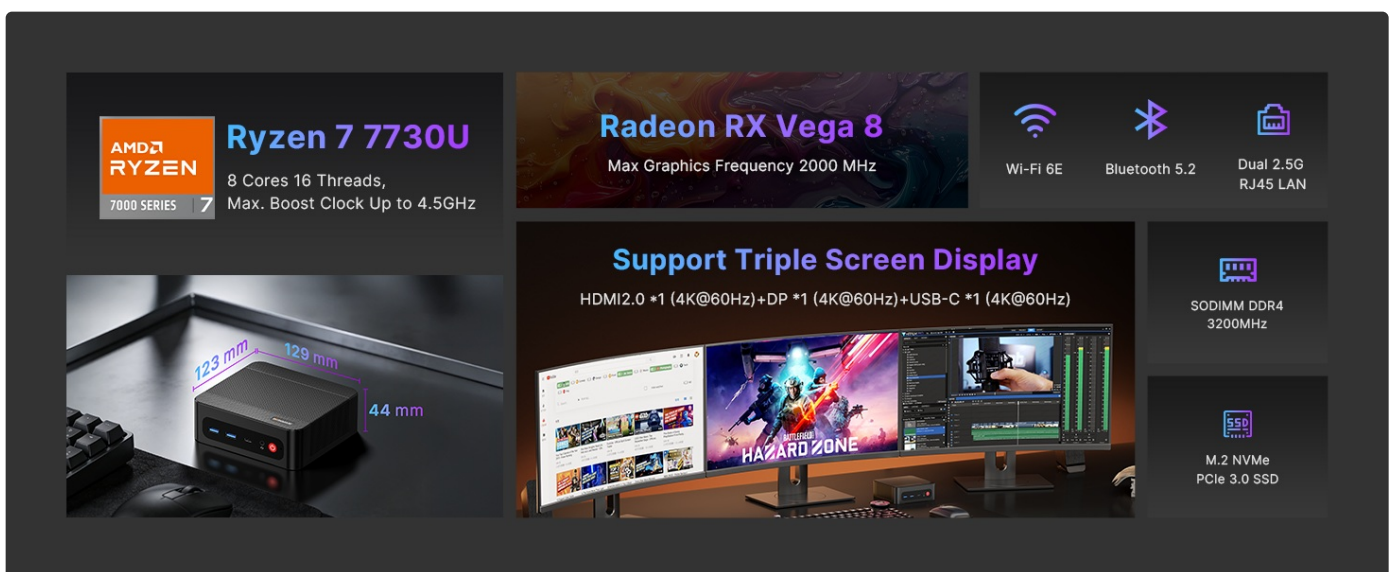 AMD
RYZEN
7000 SERIES | 7
Ryzen 7 7730U
8 Cores 16 Threads,
Max. Boost Clock Up to 4.5GHz
Radeon RX Vega 8
Max Graphics Frequency 2000 MHz
Wi-Fi 6E
Bluetooth 5.2
Dual 2.5G
RJ45 LAN
123 mm
129 mm
44 mm
Support Triple Screen Display
HDMI2.0 *1 (4K@60Hz)+DP *1 (4K@60Hz)+USB-C *1 (4K@60Hz)
BATTLEFIELD
HAZARD ZONE
SODIMM DDR4
3200MHz
SSD
M.2 NVMe
PCIe 3.0 SSD